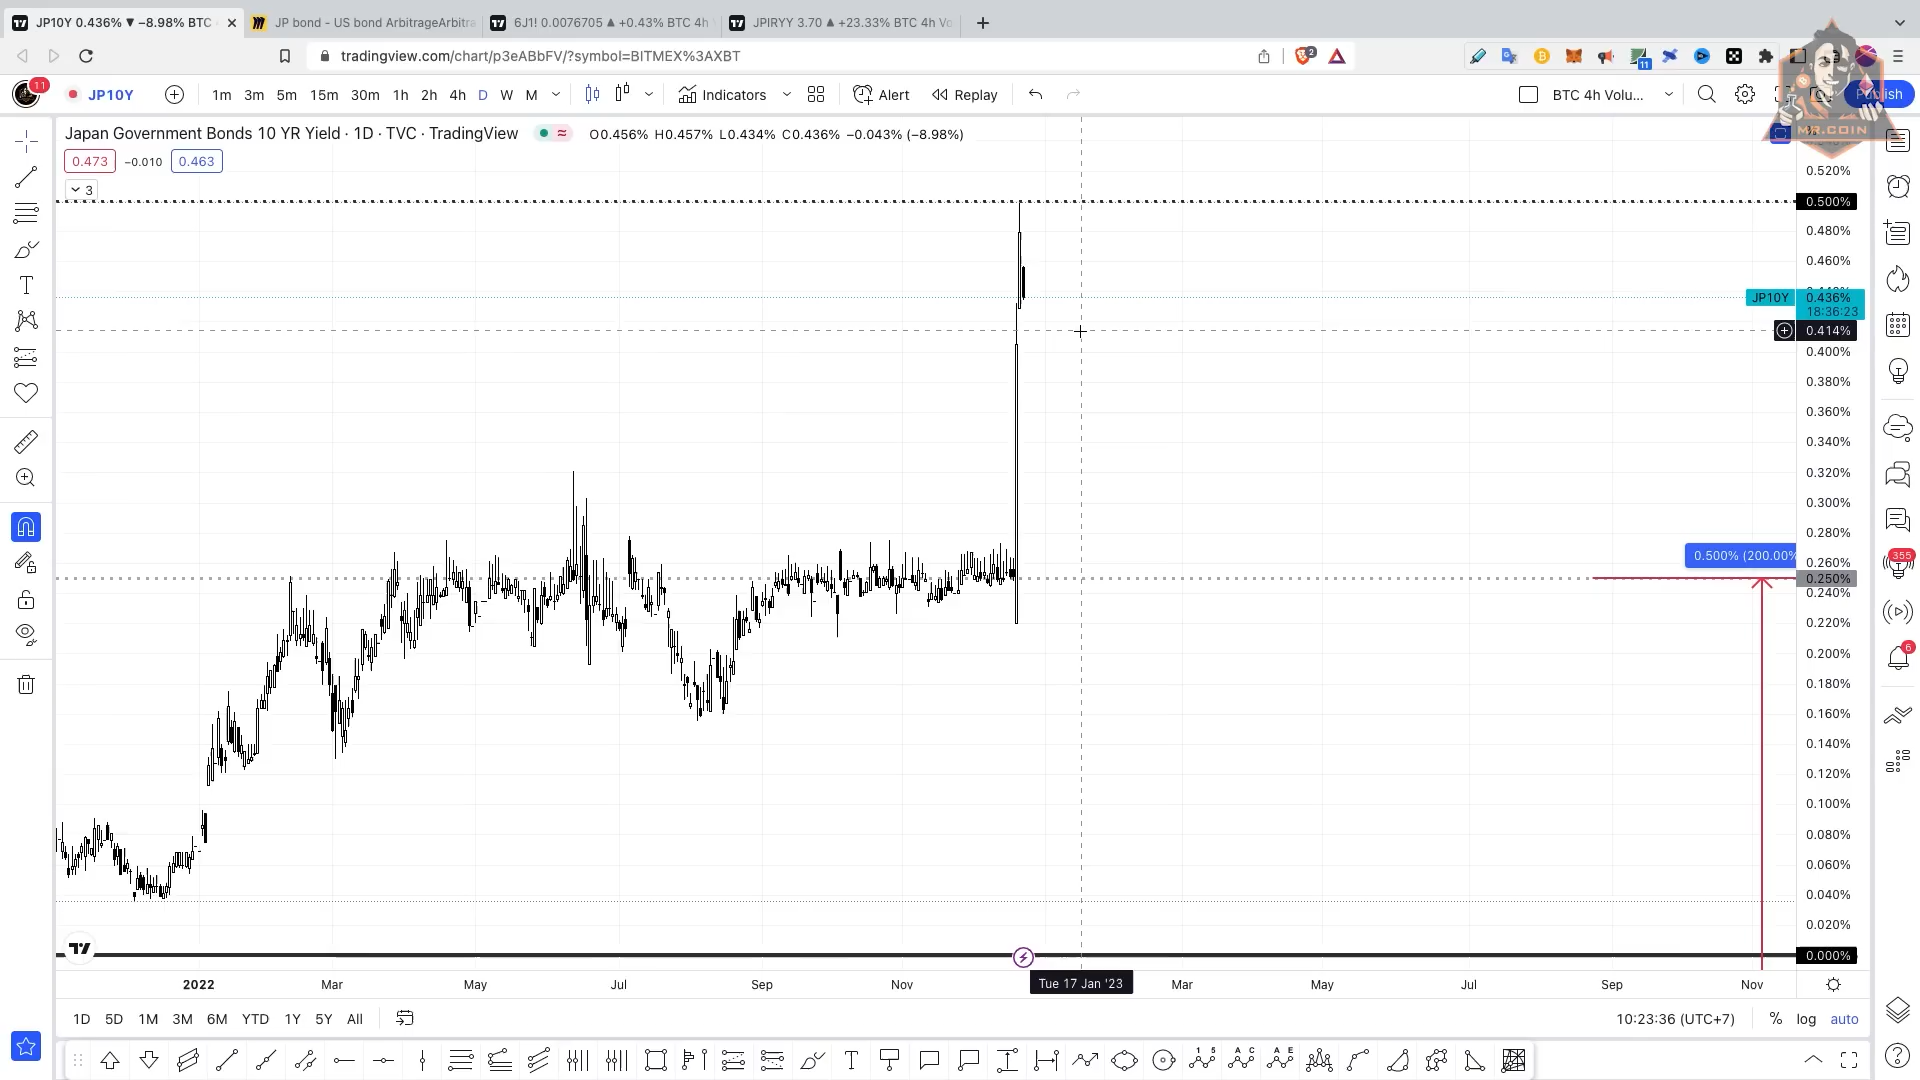 JP10Y 0.436% ▼ −8.98% BTC
JP bond - US bond ArbitrageArbitra
6J1! 0.0076705 ▲ +0.43% BTC 4h
JPIRYY 3.70 ▲ +23.33% BTC 4h Vo
tradingview.com/chart/p3eABbFV/?symbol=BITMEX%3AXBT
2
11
11
JP10Y
1m 3m 5m 15m 30m 1h 2h 4h D W M
Indicators
Alert
Replay
BTC 4h Volu...
Publish
MR.COIN
Japan Government Bonds 10 YR Yield · 1D · TVC · TradingView
O0.456% H0.457% L0.434% C0.436% −0.043% (−8.98%)
0.473 −0.010 0.463
3
0.520%
0.500%
0.480%
0.460%
JP10Y 0.436%
18:36:23
0.414%
0.400%
0.380%
0.360%
0.340%
0.320%
0.300%
0.280%
0.500% (200.00%
0.260%
0.250%
0.240%
0.220%
0.200%
0.180%
0.160%
0.140%
0.120%
0.100%
0.080%
0.060%
0.040%
0.020%
0.000%
355
6
2022 Mar May Jul Sep Nov Tue 17 Jan '23 Mar May Jul Sep Nov
1D 5D 1M 3M 6M YTD 1Y 5Y All
10:23:36 (UTC+7) % log auto